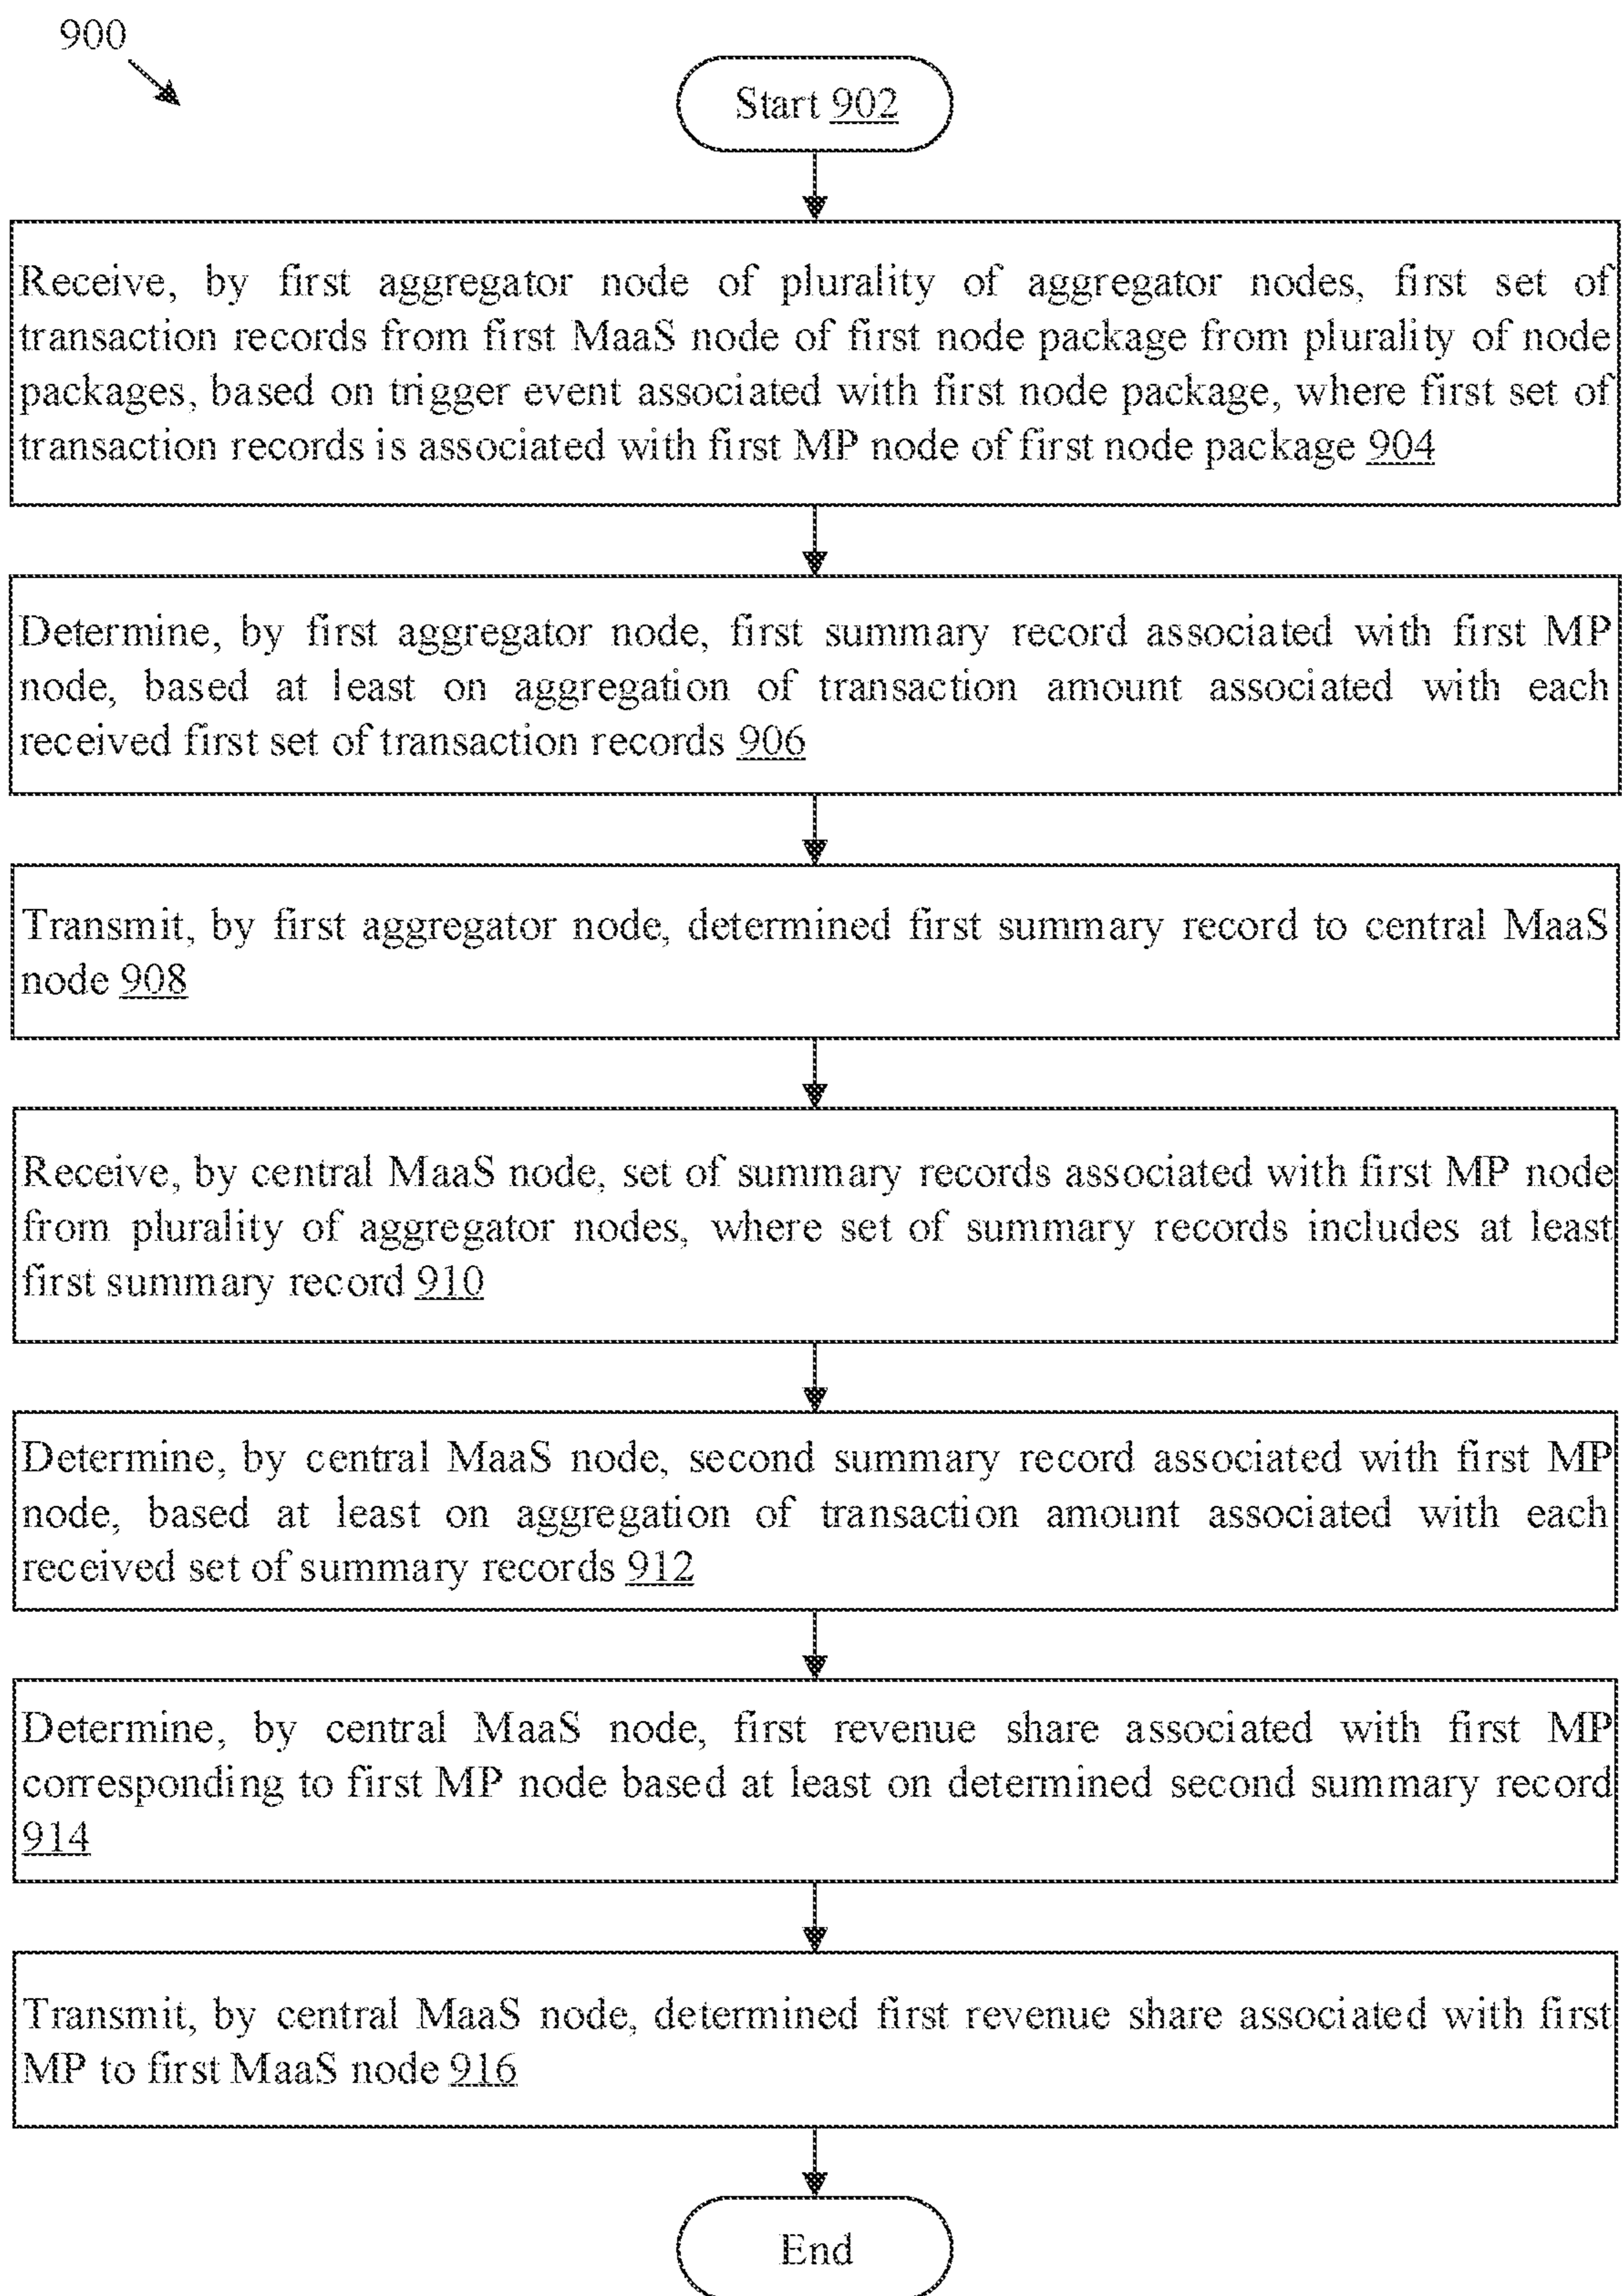 900
Start 902
Receive, by first aggregator node of plurality of aggregator nodes, first set of
transaction records from first MaaS node of first node package from plurality of node
packages, based on trigger event associated with first node package, where first set of
transaction records is associated with first MP node of first node package 904
Determine, by first aggregator node, first summary record associated with first MP
node, based at least on aggregation of transaction amount associated with each
received first set of transaction records 906
Transmit, by first aggregator node, determined first summary record to central MaaS
node 908
Receive, by central MaaS node, set of summary records associated with first MP node
from plurality of aggregator nodes, where set of summary records includes at least
first summary record 910
Determine, by central MaaS node, second summary record associated with first MP
node, based at least on aggregation of transaction amount associated with each
received set of summary records 912
Determine, by central MaaS node, first revenue share associated with first MP
corresponding to first MP node based at least on determined second summary record
914
Transmit, by central MaaS node, determined first revenue share associated with first
MP to first MaaS node 916
End